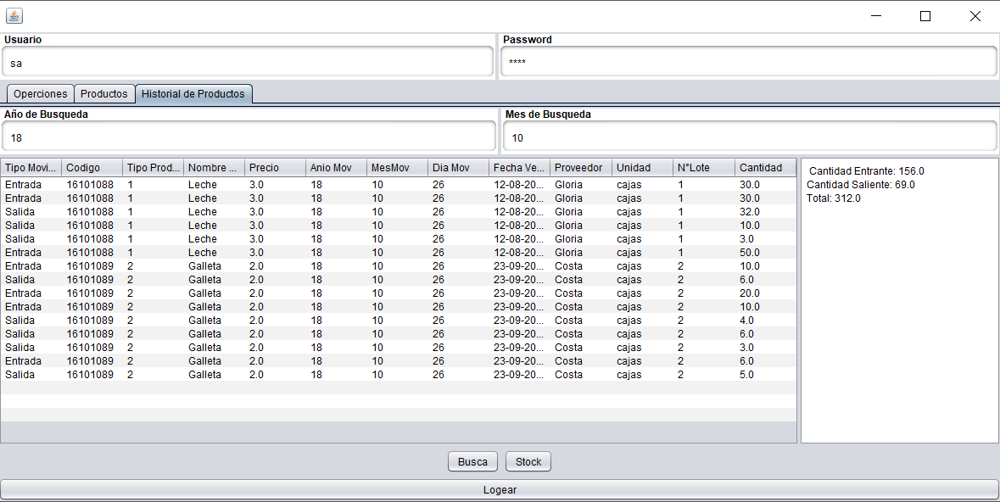 Usuario Password
sa ****
Operciones Productos Historial de Productos
Año de Busqueda Mes de Busqueda
18 10
Tipo Movi... Codigo Tipo Prod... Nombre ... Precio Anio Mov MesMov Dia Mov Fecha Ve... Proveedor Unidad N°Lote Cantidad
Entrada 16101088 1 Leche 3.0 18 10 26 12-08-20... Gloria cajas 1 30.0
Entrada 16101088 1 Leche 3.0 18 10 26 12-08-20... Gloria cajas 1 30.0
Salida 16101088 1 Leche 3.0 18 10 26 12-08-20... Gloria cajas 1 32.0
Salida 16101088 1 Leche 3.0 18 10 26 12-08-20... Gloria cajas 1 10.0
Salida 16101088 1 Leche 3.0 18 10 26 12-08-20... Gloria cajas 1 3.0
Entrada 16101088 1 Leche 3.0 18 10 26 12-08-20... Gloria cajas 1 50.0
Entrada 16101089 2 Galleta 2.0 18 10 26 23-09-20... Costa cajas 2 10.0
Salida 16101089 2 Galleta 2.0 18 10 26 23-09-20... Costa cajas 2 6.0
Entrada 16101089 2 Galleta 2.0 18 10 26 23-09-20... Costa cajas 2 20.0
Entrada 16101089 2 Galleta 2.0 18 10 26 23-09-20... Costa cajas 2 10.0
Salida 16101089 2 Galleta 2.0 18 10 26 23-09-20... Costa cajas 2 4.0
Salida 16101089 2 Galleta 2.0 18 10 26 23-09-20... Costa cajas 2 6.0
Salida 16101089 2 Galleta 2.0 18 10 26 23-09-20... Costa cajas 2 3.0
Entrada 16101089 2 Galleta 2.0 18 10 26 23-09-20... Costa cajas 2 6.0
Salida 16101089 2 Galleta 2.0 18 10 26 23-09-20... Costa cajas 2 5.0
Cantidad Entrante: 156.0
Cantidad Saliente: 69.0
Total: 312.0
Busca Stock
Logear